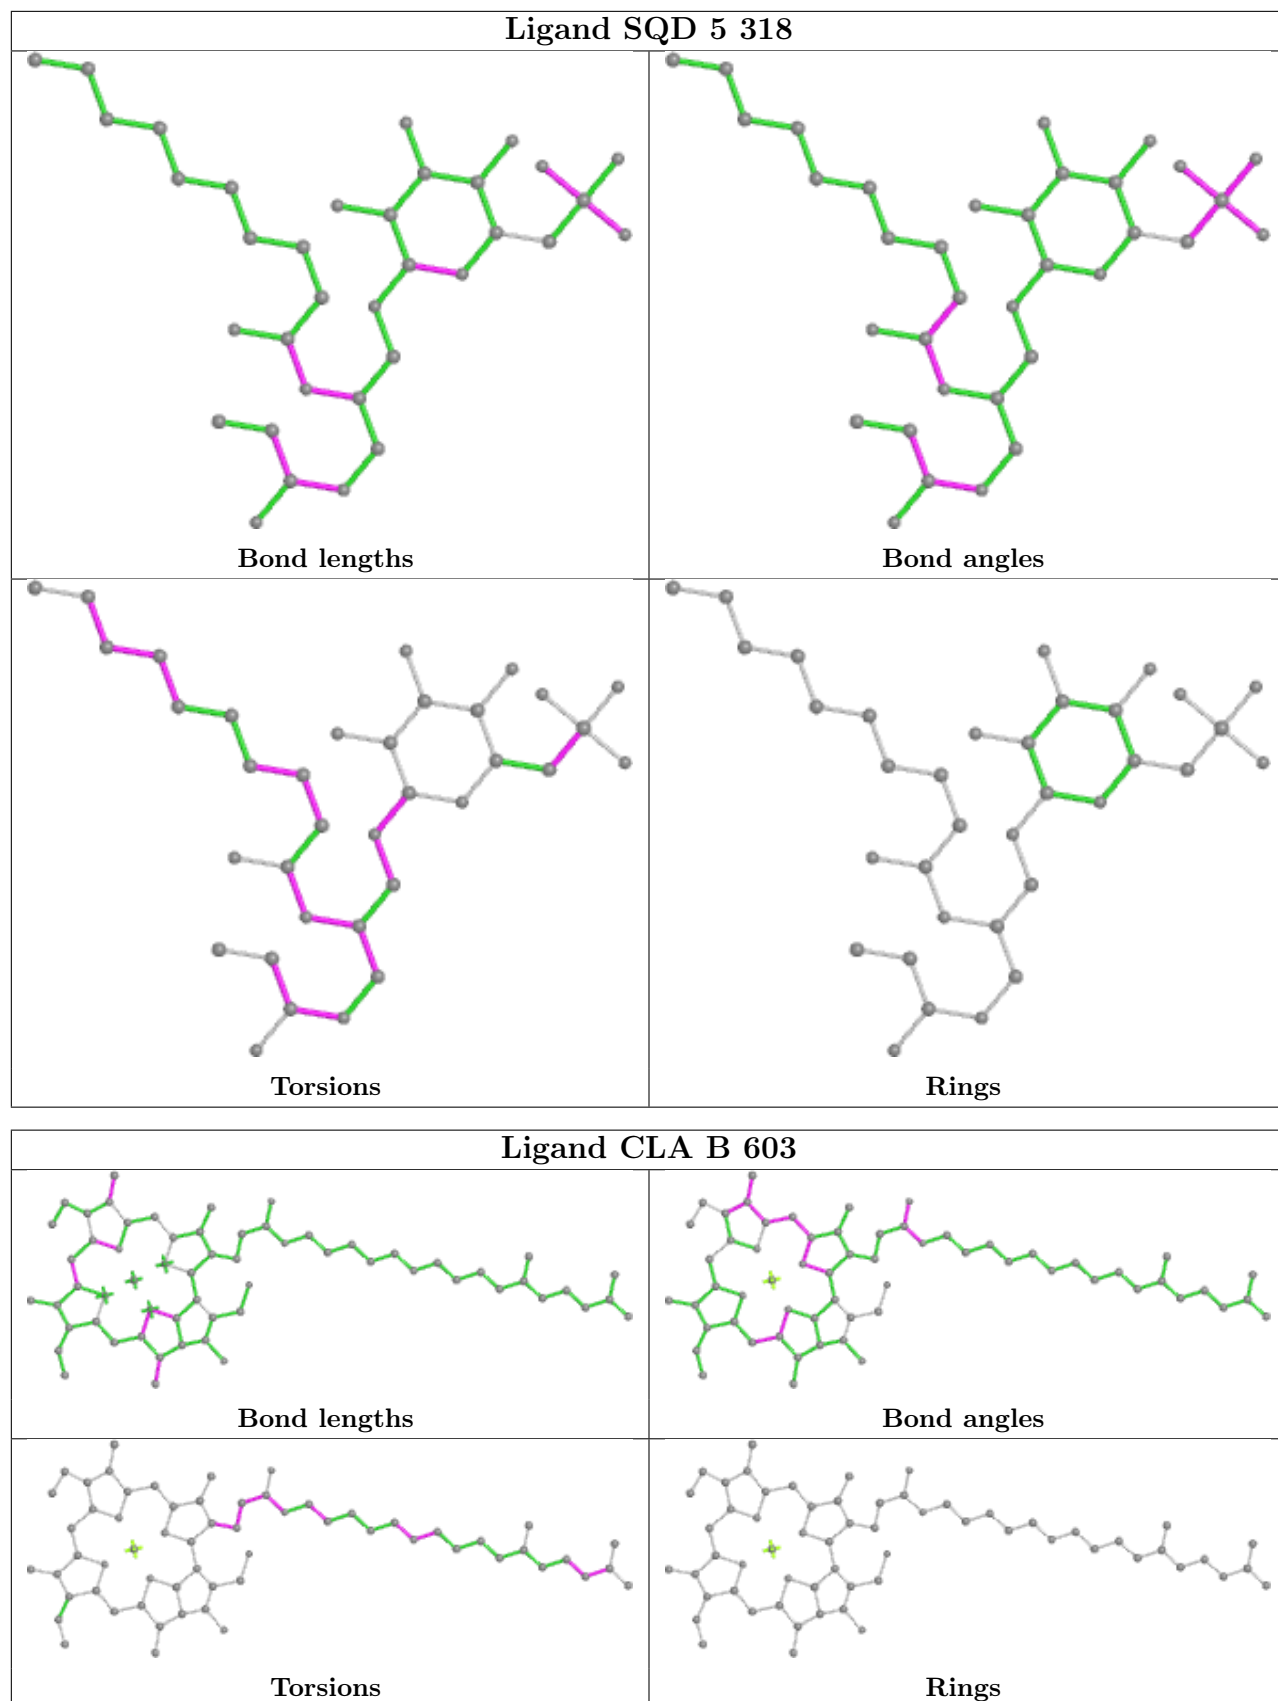 Ligand SQD 5 318
Bond lengths
Bond angles
Torsions
Rings
Ligand CLA B 603
Bond lengths
Bond angles
Torsions
Rings